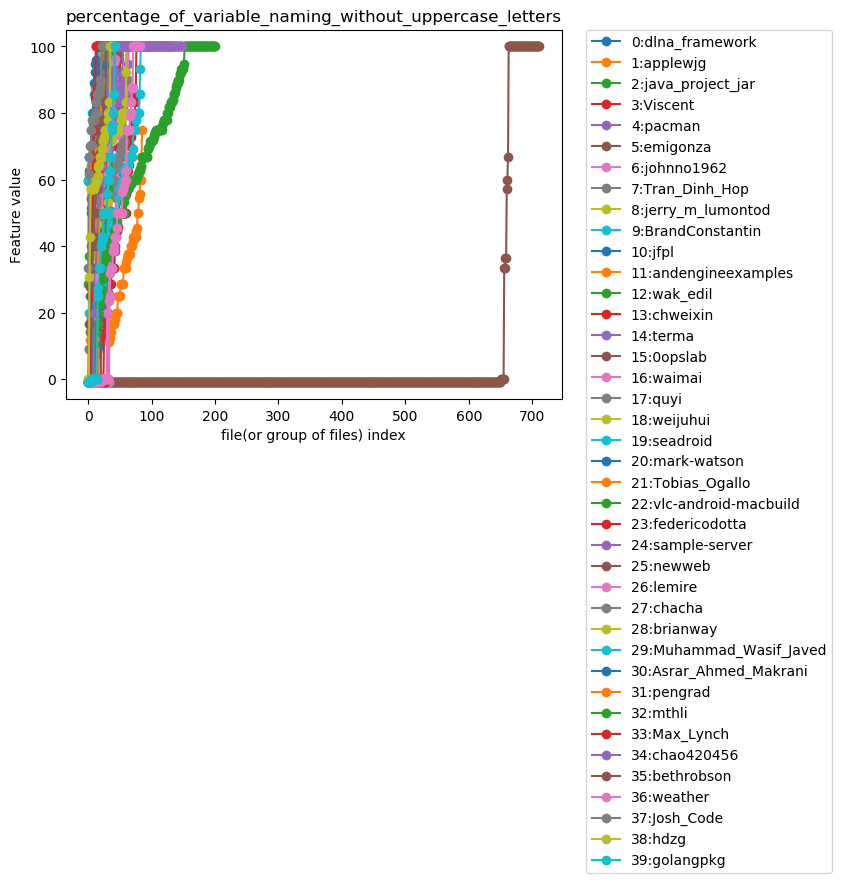 percentage_of_variable_naming_without_uppercase_letters
100
80
60
40
20
0
Feature value
0 100 200 300 400 500 600 700
file(or group of files) index
0:dlna_framework
1:applewjg
2:java_project_jar
3:Viscent
4:pacman
5:emigonza
6:johnno1962
7:Tran_Dinh_Hop
8:jerry_m_lumontod
9:BrandConstantin
10:jfpl
11:andengineexamples
12:wak_edil
13:chweixin
14:terma
15:0opslab
16:waimai
17:quyi
18:weijuhui
19:seadroid
20:mark-watson
21:Tobias_Ogallo
22:vlc-android-macbuild
23:federicodotta
24:sample-server
25:newweb
26:lemire
27:chacha
28:brianway
29:Muhammad_Wasif_Javed
30:Asrar_Ahmed_Makrani
31:pengrad
32:mthli
33:Max_Lynch
34:chao420456
35:bethrobson
36:weather
37:Josh_Code
38:hdzg
39:golangpkg